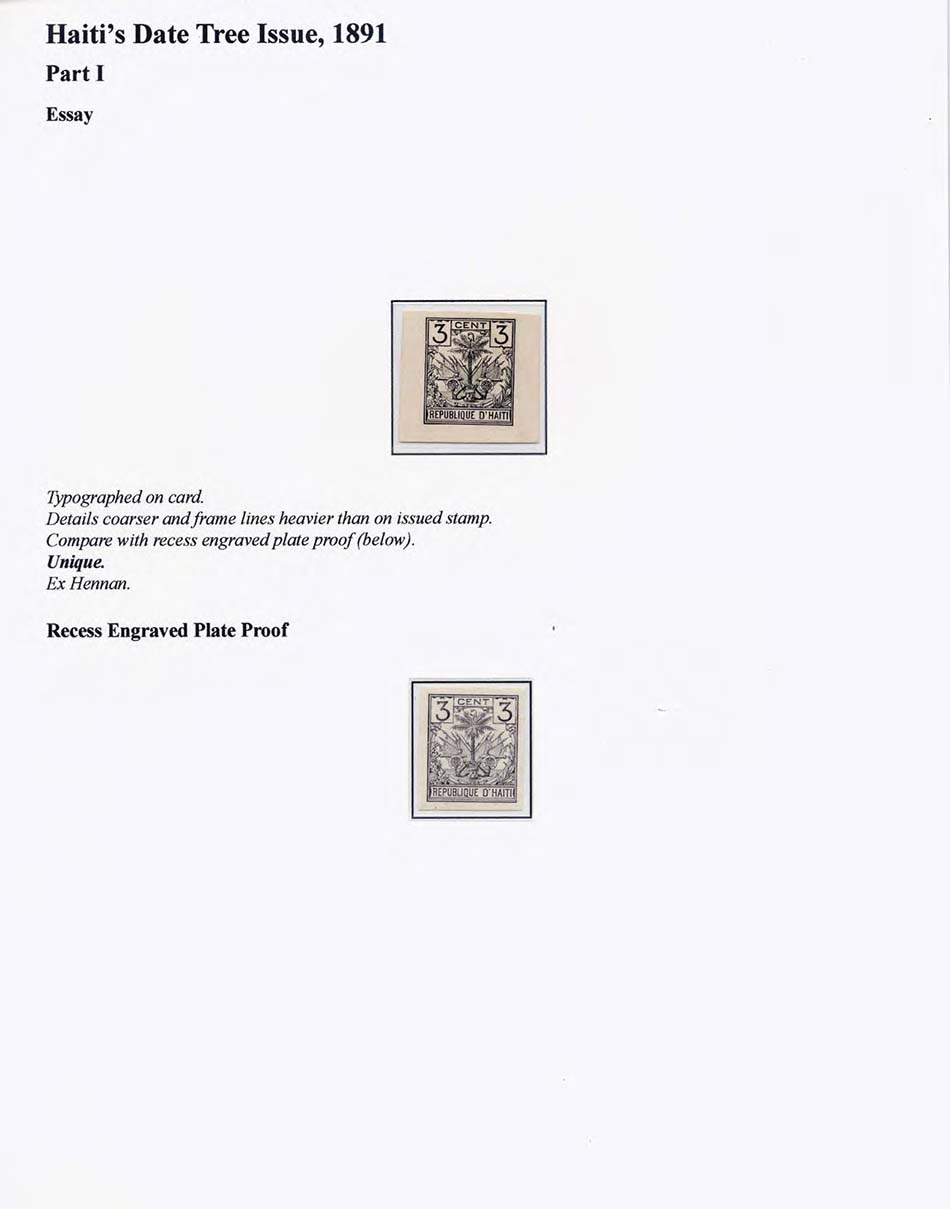 Haiti's Date Tree Issue, 1891
Part I
Essay
3 CENT 3
REPUBLIQUE D'HAITI
Typographed on card.
Details coarser and frame lines heavier than on issued stamp.
Compare with recess engraved plate proof (below).
Unique.
Ex Hennan.
Recess Engraved Plate Proof
3 CENT 3
REPUBLIQUE D'HAITI